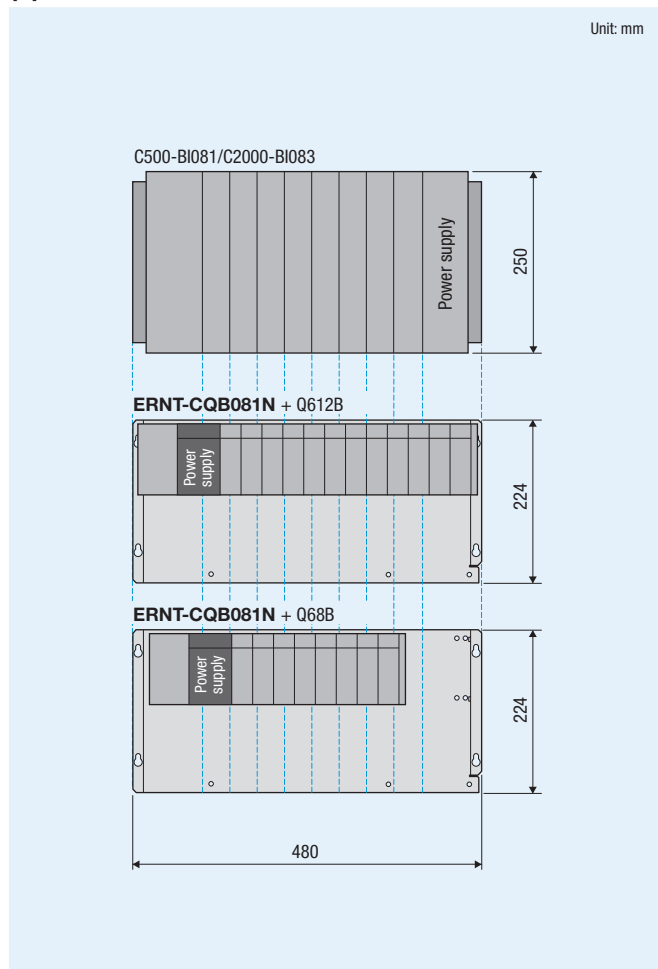 Unit: mm
C500-BI081/C2000-BI083
Power supply
250
ERNT-CQB081N + Q612B
Power
supply
224
ERNT-CQB081N + Q68B
Power
supply
224
480